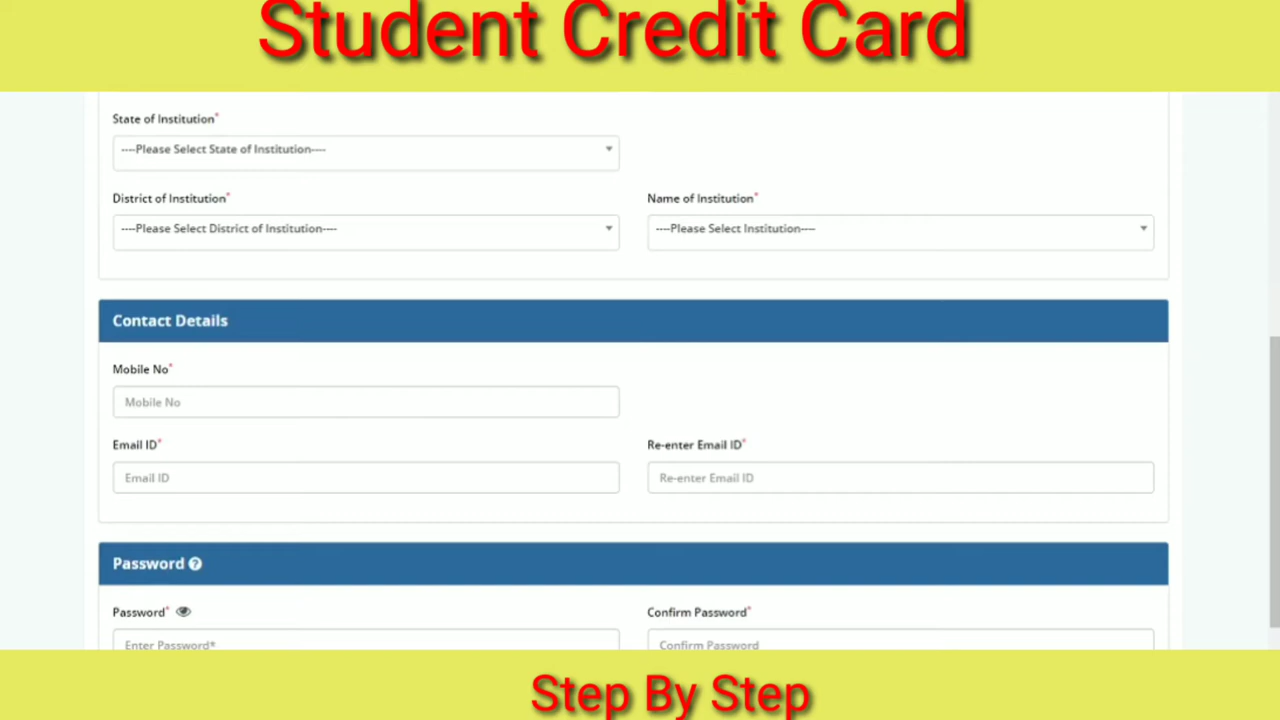 Student Credit Card
State of Institution*
----Please Select State of Institution----
District of Institution* Name of Institution*
----Please Select District of Institution---- ----Please Select Institution----
Contact Details
Mobile No*
Mobile No
Email ID* Re-enter Email ID*
Email ID Re-enter Email ID
Password
Password* Confirm Password*
Enter Password* Confirm Password
Step By Step